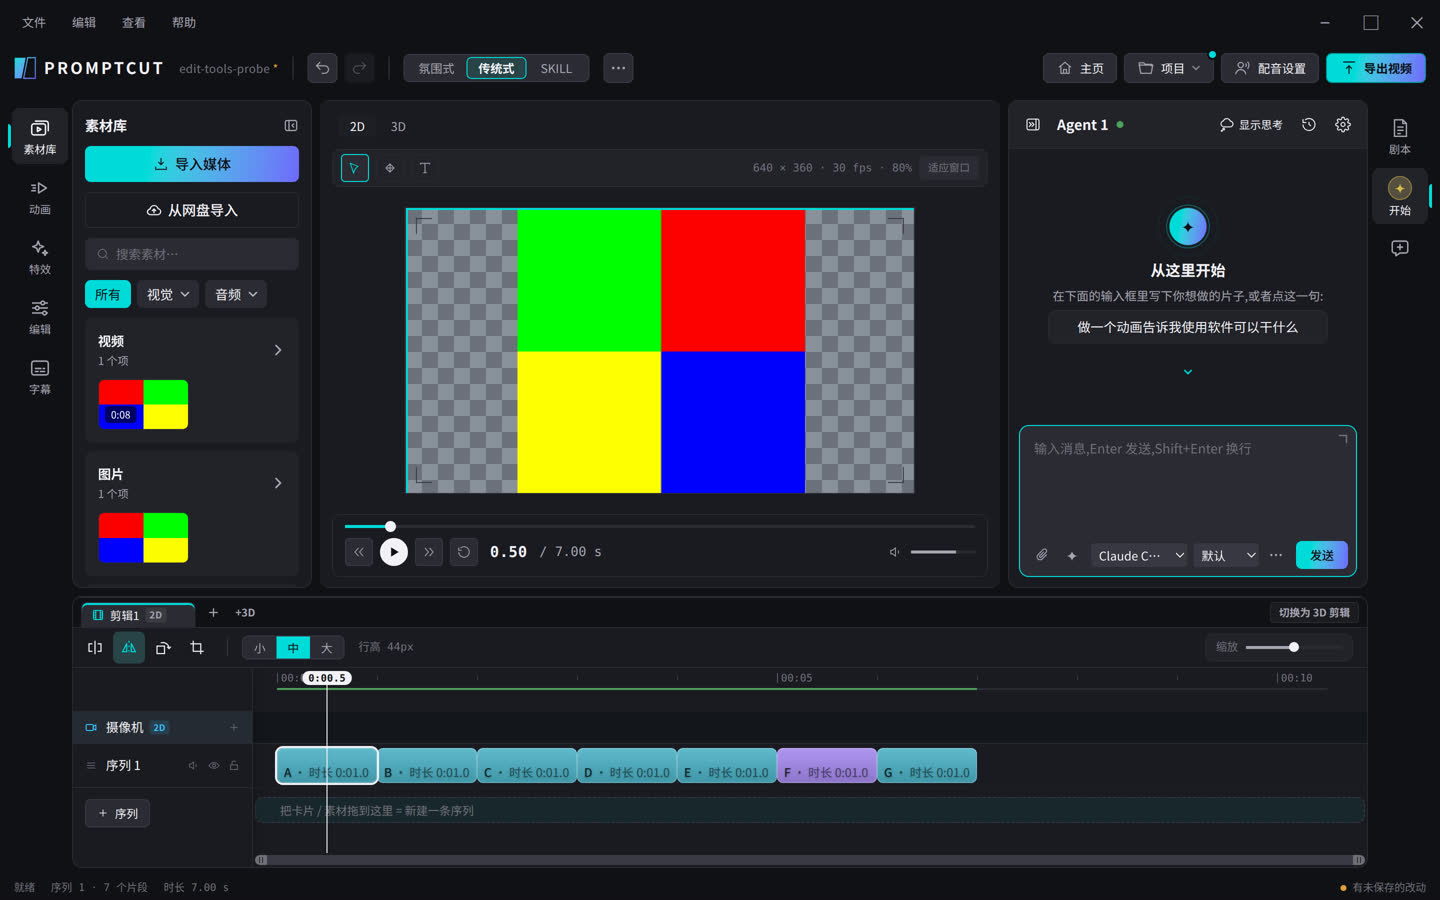 文件 编辑 查看 帮助
PROMPTCUT edit-tools-probe * 氛围式 传统式 SKILL ··· 主页 项目 配音设置 导出视频
素材库
动画
特效
编辑
字幕
素材库
导入媒体
从网盘导入
搜索素材···
所有 视觉 音频
视频
1 个项
0:08
图片
1 个项
2D 3D
T 640 × 360 · 30 fps · 80% 适应窗口
0.50 / 7.00 s
Agent 1 显示思考
从这里开始
在下面的输入框里写下你想做的片子,或者点这一句:
做一个动画告诉我使用软件可以干什么
输入消息,Enter 发送,Shift+Enter 换行
Claude C··· 默认 ··· 发送
剧本
开始
剪辑1 2D + +3D 切换为 3D 剪辑
小 中 大 行高 44px 缩放
0:00.5 00:05 00:10
摄像机 2D +
序列 1
A · 时长 0:01.0 B · 时长 0:01.0 C · 时长 0:01.0 D · 时长 0:01.0 E · 时长 0:01.0 F · 时长 0:01.0 G · 时长 0:01.0
+ 序列
把卡片 / 素材拖到这里 = 新建一条序列
就绪 序列 1 · 7 个片段 时长 7.00 s 有未保存的改动